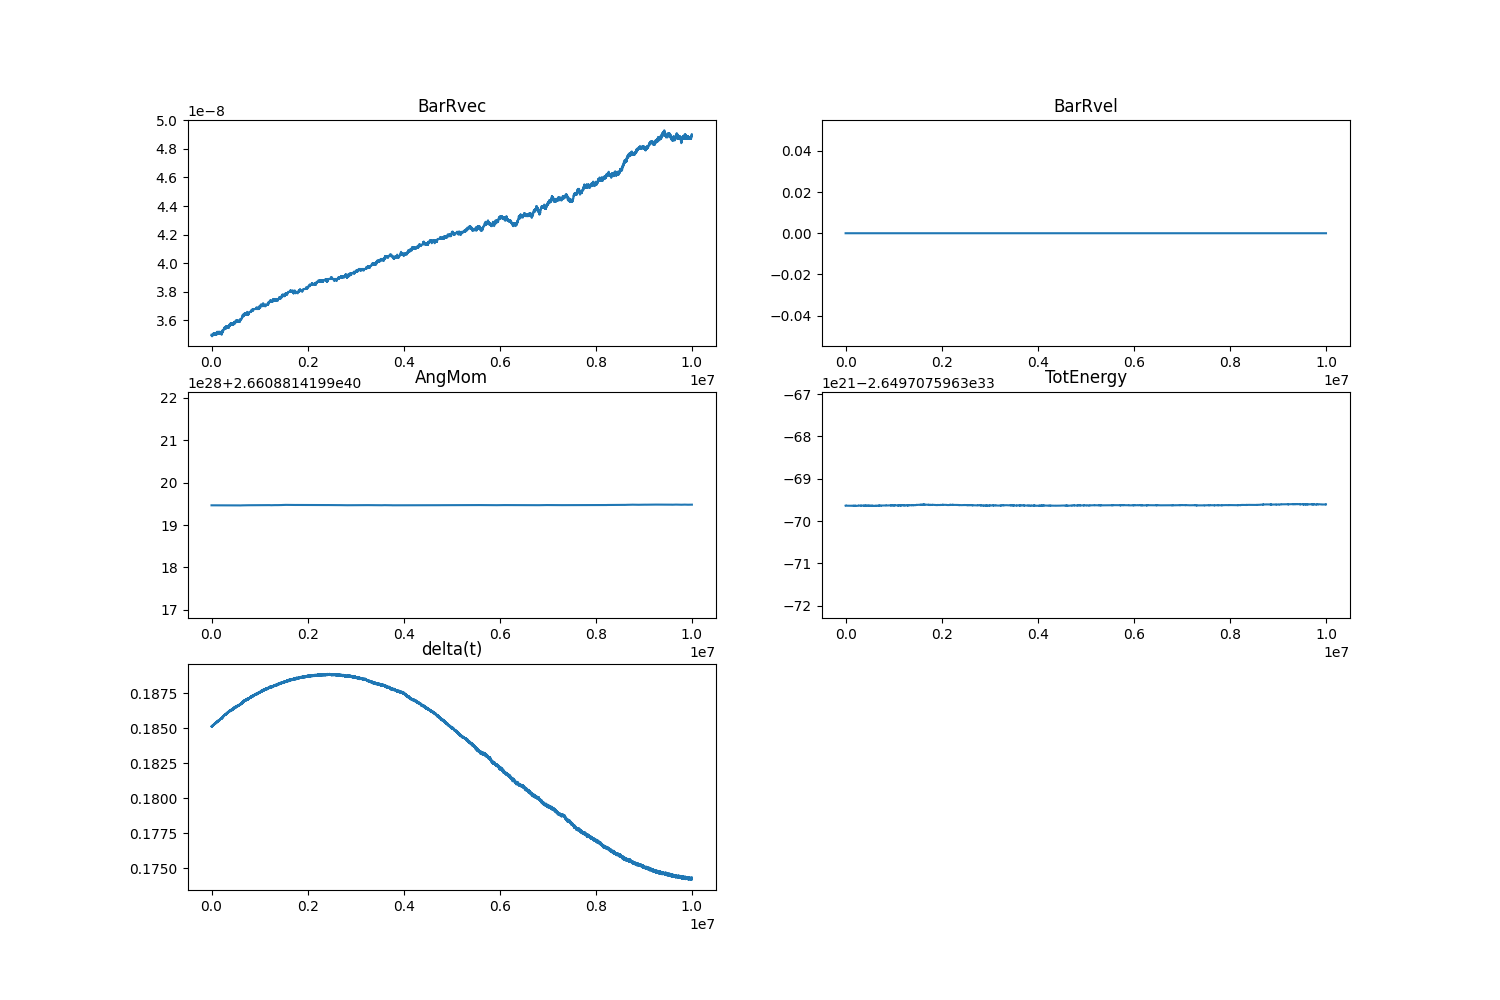 BarRvec
1e−8
5.0
4.8
4.6
4.4
4.2
4.0
3.8
3.6
0.0 0.2 0.4 0.6 0.8 1.0
1e7
BarRvel
0.04
0.02
0.00
−0.02
−0.04
0.0 0.2 0.4 0.6 0.8 1.0
1e7
AngMom
1e28+2.6608814199e40
22
21
20
19
18
17
0.0 0.2 0.4 0.6 0.8 1.0
1e7
TotEnergy
1e21−2.6497075963e33
−67
−68
−69
−70
−71
−72
0.0 0.2 0.4 0.6 0.8 1.0
1e7
delta(t)
0.1875
0.1850
0.1825
0.1800
0.1775
0.1750
0.0 0.2 0.4 0.6 0.8 1.0
1e7